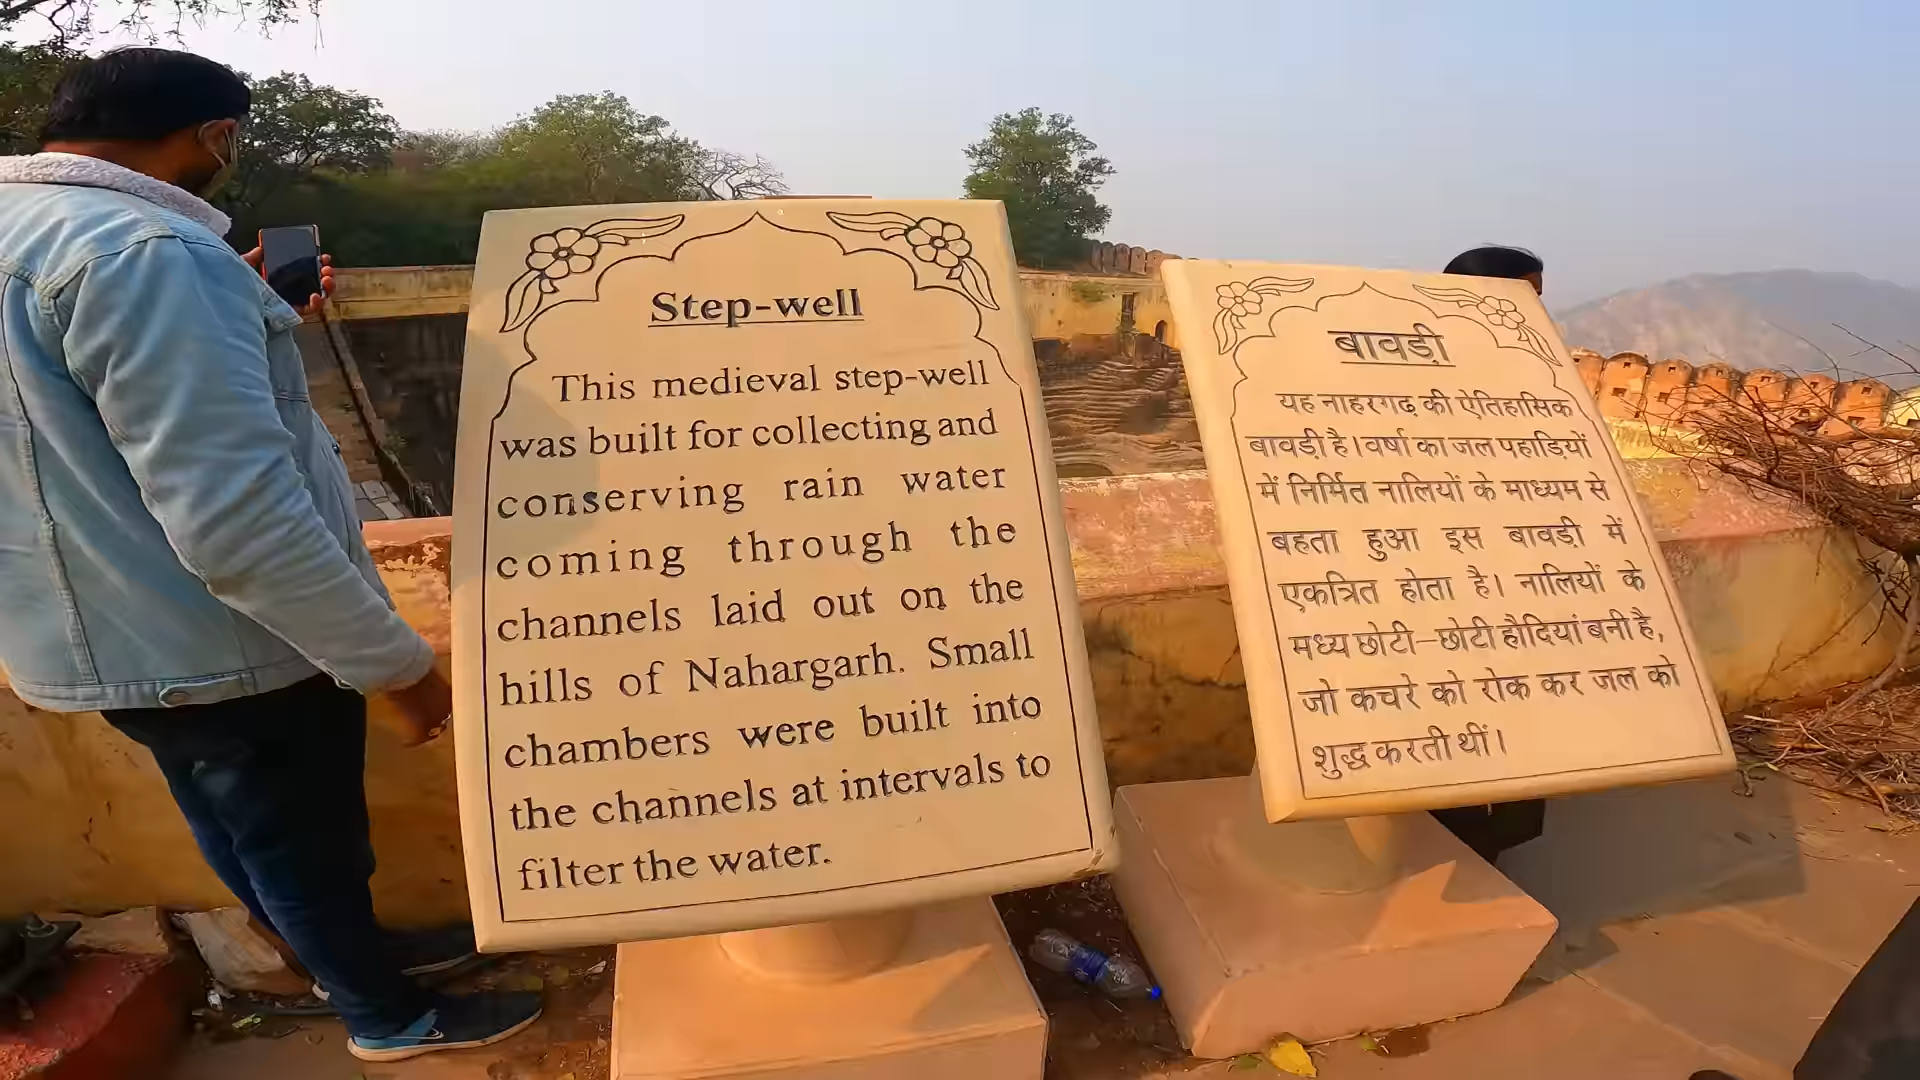 Step-well
This medieval step-well
was built for collecting and
conserving rain water
coming through the
channels laid out on the
hills of Nahargarh. Small
chambers were built into
the channels at intervals to
filter the water.
बावड़ी
यह नाहरगढ़ की ऐतिहासिक
बावड़ी है। वर्षा का जल पहाड़ियों
में निर्मित नालियों के माध्यम से
बहता हुआ इस बावड़ी में
एकत्रित होता है। नालियों के
मध्य छोटी–छोटी हौदियां बनी है,
जो कचरे को रोक कर जल को
शुद्ध करती थीं।